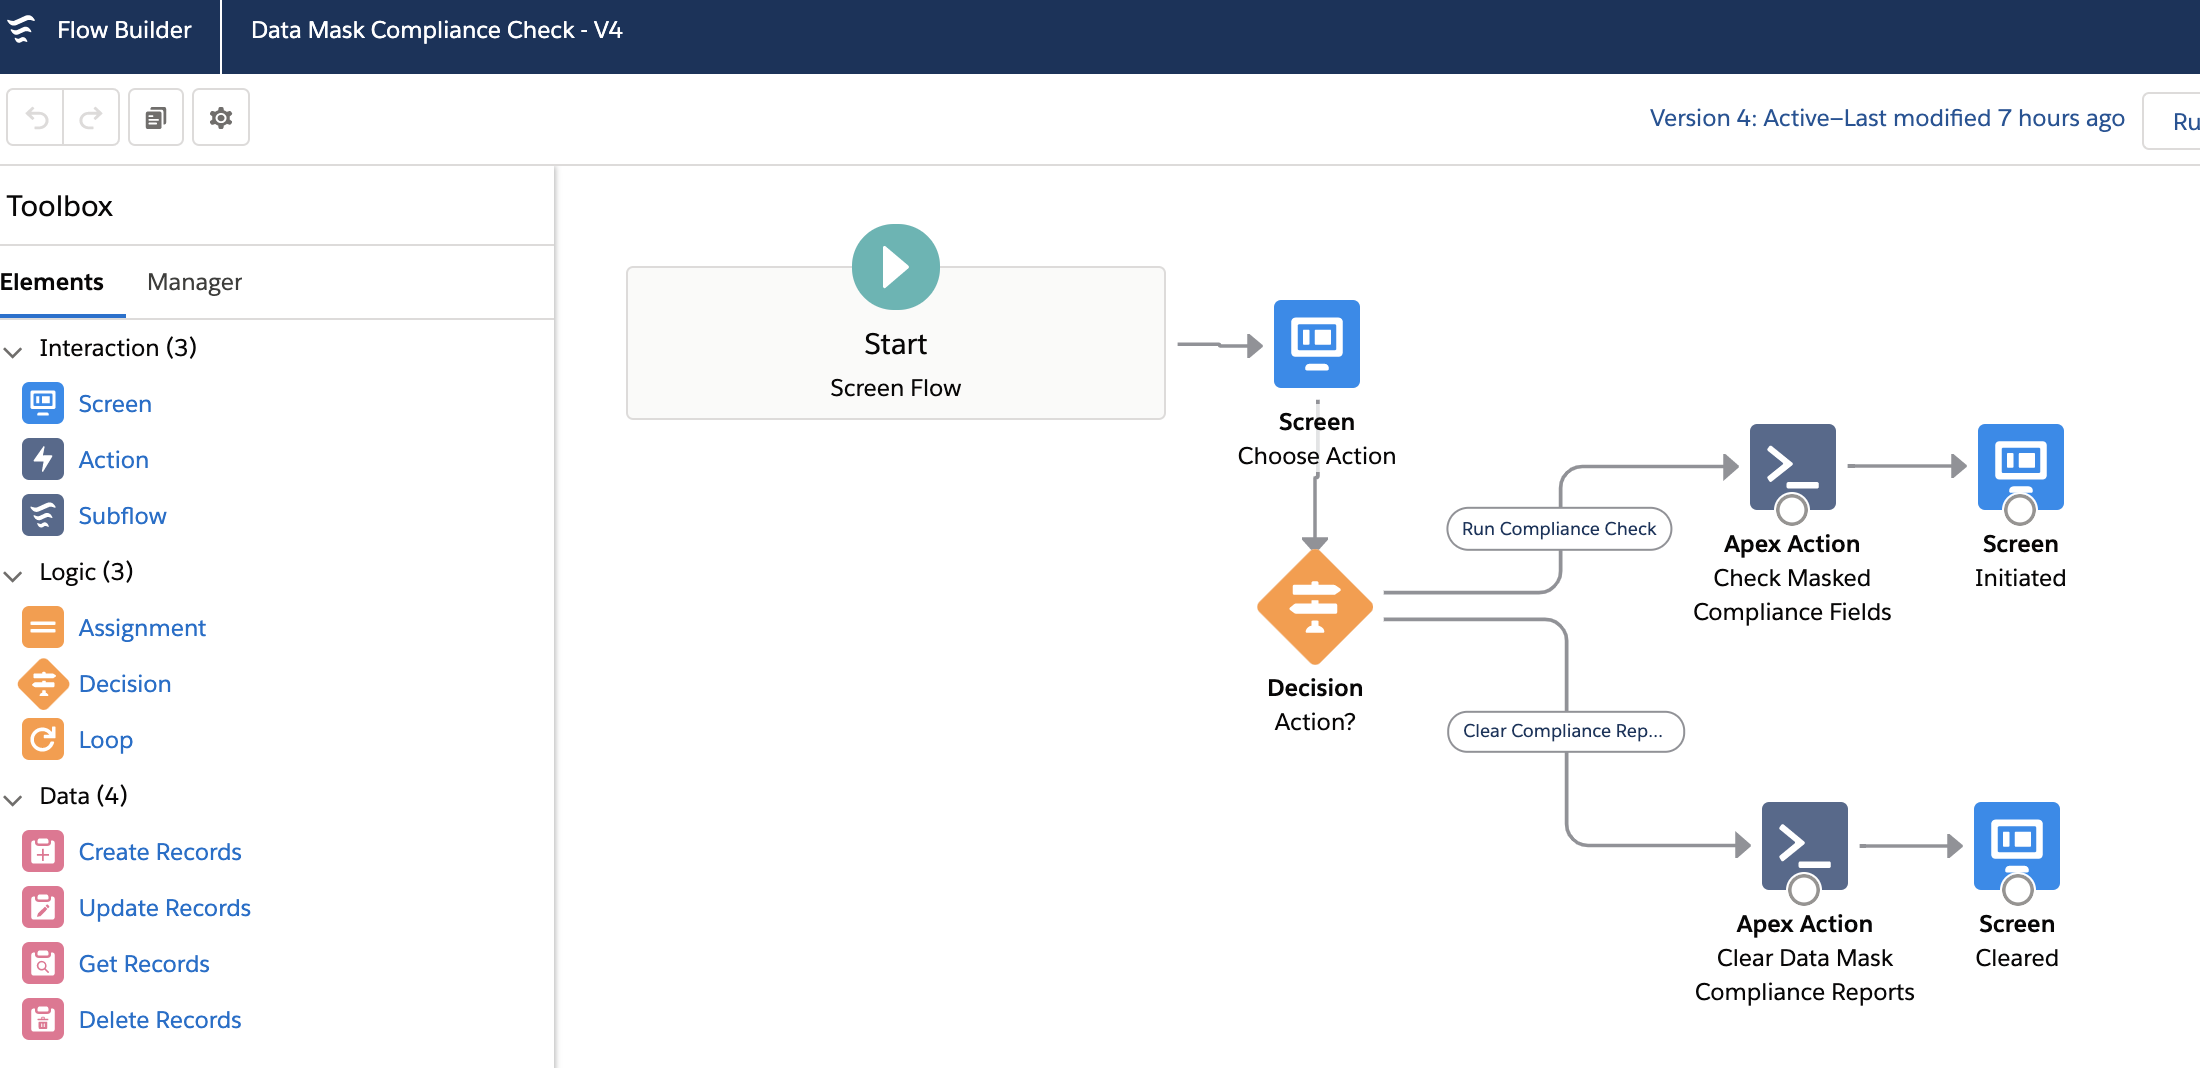 Flow Builder
Data Mask Compliance Check - V4
Version 4: Active–Last modified 7 hours ago
Ru
Toolbox
Elements
Manager
Interaction (3)
Screen
Action
Subflow
Logic (3)
Assignment
Decision
Loop
Data (4)
Create Records
Update Records
Get Records
Delete Records
Start
Screen Flow
Screen
Choose Action
Decision
Action?
Run Compliance Check
Apex Action
Check Masked
Compliance Fields
Screen
Initiated
Clear Compliance Rep...
Apex Action
Clear Data Mask
Compliance Reports
Screen
Cleared